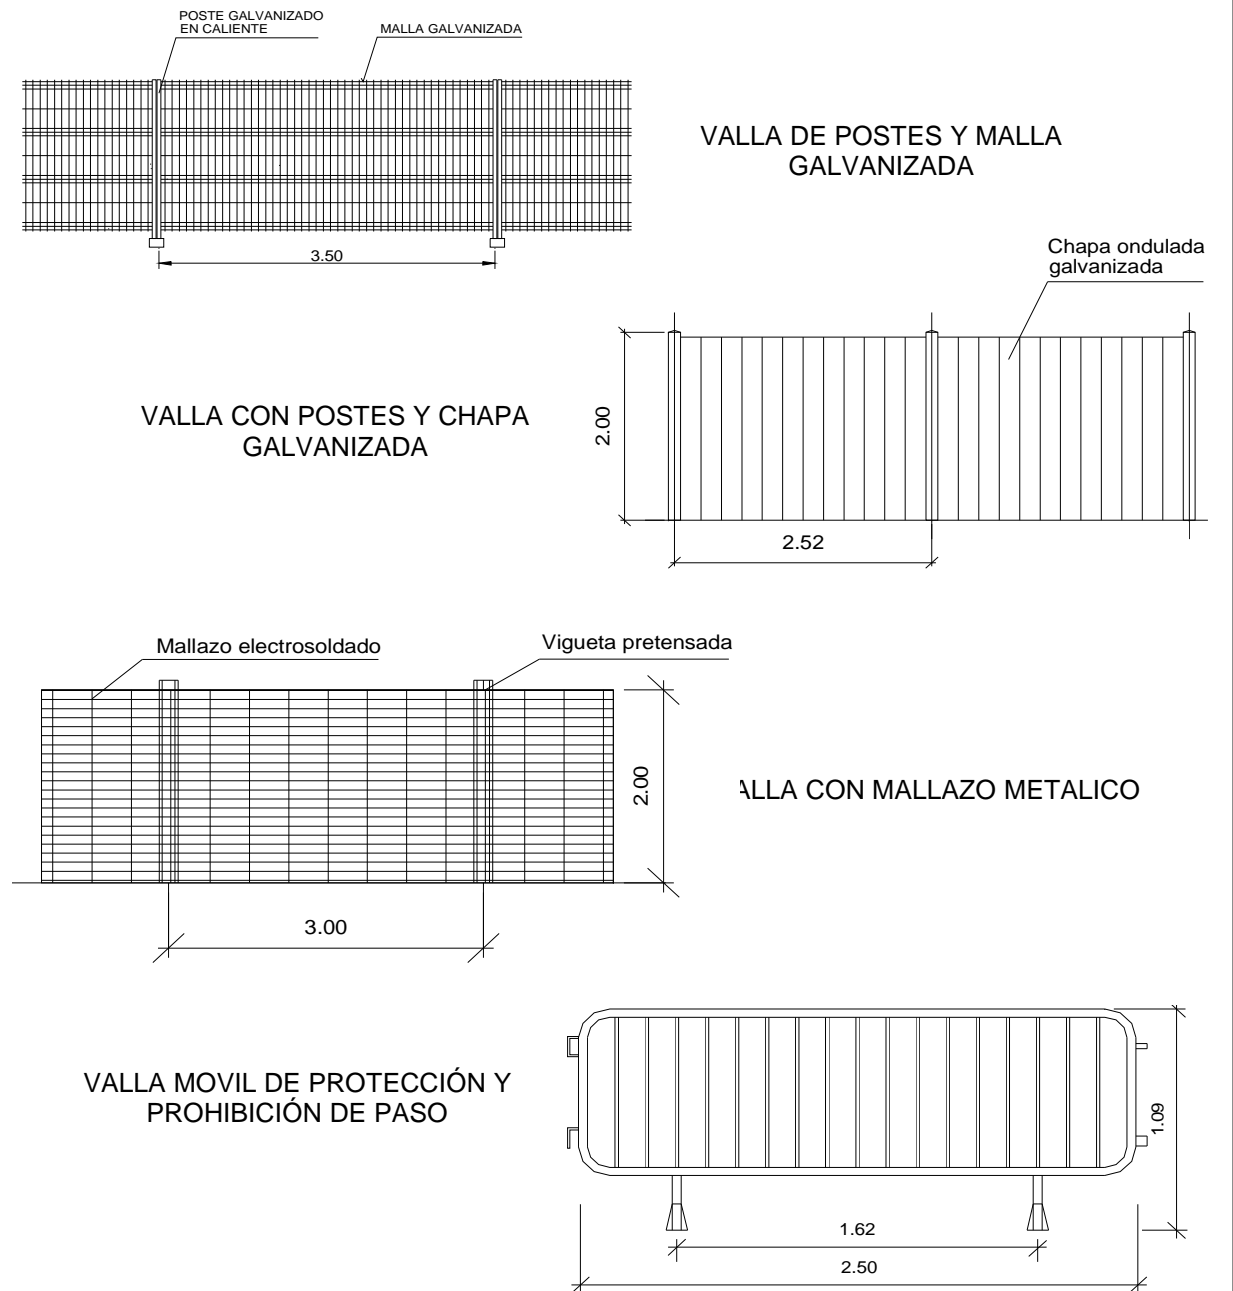 POSTE GALVANIZADO
EN CALIENTE
MALLA GALVANIZADA
3.50
VALLA DE POSTES Y MALLA
GALVANIZADA
Chapa ondulada
galvanizada
2.00
2.52
VALLA CON POSTES Y CHAPA
GALVANIZADA
Mallazo electrosoldado
Vigueta pretensada
2.00
3.00
ALLA CON MALLAZO METALICO
VALLA MOVIL DE PROTECCIÓN Y
PROHIBICIÓN DE PASO
1.09
1.62
2.50